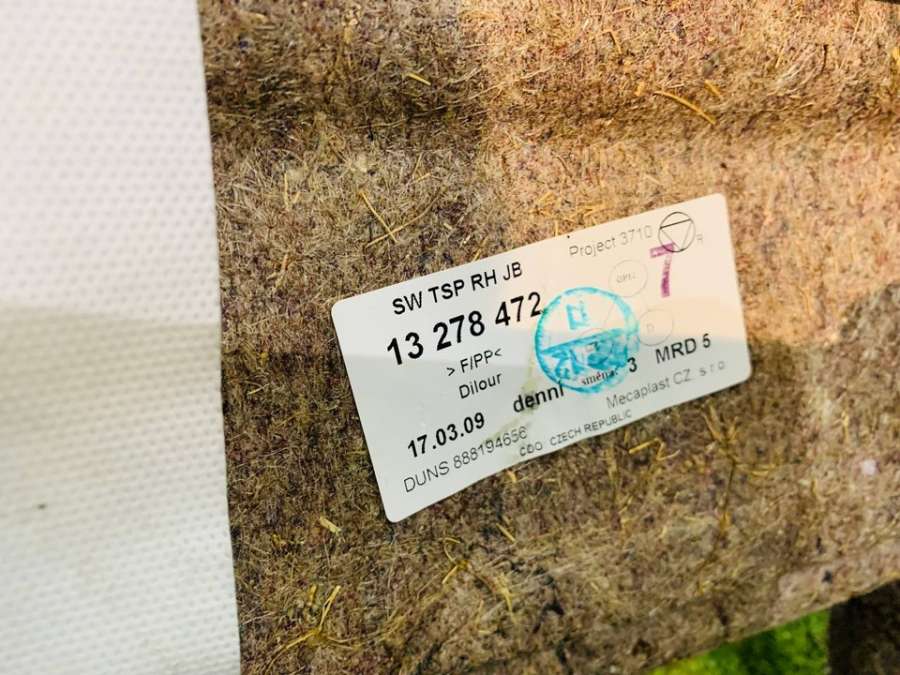 Project 3710
R
SW TSP RH JB
7
13 278 472
> F/PP<
Dilour
denni směna: 3 MRD 5
17.03.09
Mecaplast CZ s r o
DUNS 888194656
COO CZECH REPUBLIC